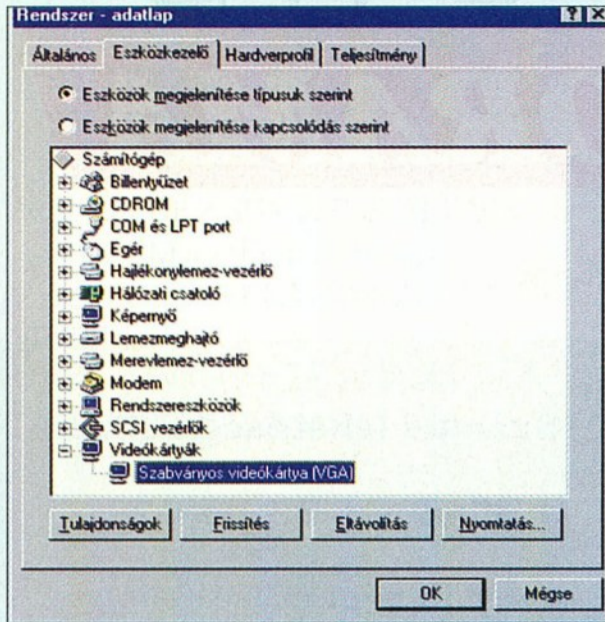 Rendszer - adatlap
Általános Eszközkezelő Hardverprofil Teljesítmény
Eszközök megjelenítése típusuk szerint
Eszközök megjelenítése kapcsolódás szerint
Számítógép
Billentyűzet
CDROM
COM és LPT port
Egér
Hajlékonylemez-vezérlő
Hálózati csatoló
Képernyő
Lemezmeghajtó
Merevlemez-vezérlő
Modem
Rendszereszközök
SCSI vezérlők
Videókártyák
Szabványos videókártya (VGA)
Tulajdonságok Frissítés Eltávolítás Nyomtatás...
OK Mégse